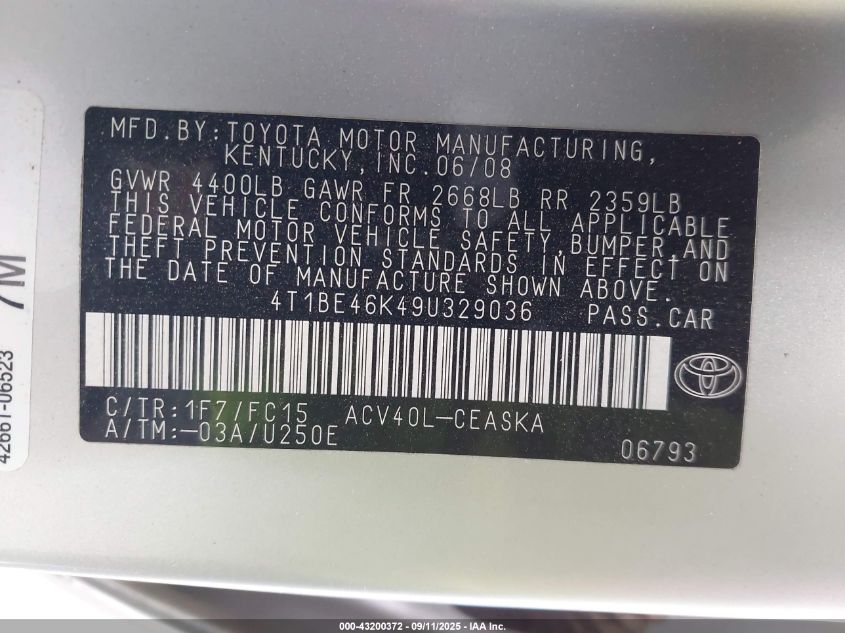 MFD.BY:TOYOTA MOTOR MANUFACTURING,
KENTUCKY,INC.06/08
GVWR 4400LB GAWR FR 2668LB RR 2359LB
THIS VEHICLE CONFORMS TO ALL APPLICABLE
FEDERAL MOTOR VEHICLE SAFETY,BUMPER,AND
THEFT PREVENTION STANDARDS IN EFFECT ON
THE DATE OF MANUFACTURE SHOWN ABOVE.
4T1BE46K49U329036 PASS.CAR
C/TR:1F7/FC15 ACV40L-CEASKA
A/TM:-03A/U250E 06793
7M
42661-06523
000-43200372 - 09/11/2025 - IAA Inc.